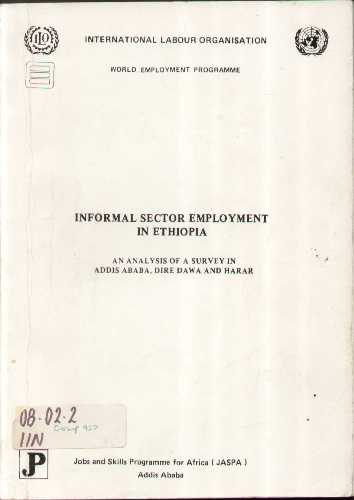 ILO
INTERNATIONAL LABOUR ORGANISATION
WORLD EMPLOYMENT PROGRAMME
INFORMAL SECTOR EMPLOYMENT
IN ETHIOPIA
AN ANALYSIS OF A SURVEY IN
ADDIS ABABA, DIRE DAWA AND HARAR
08-02-2
IIN
JP
Jobs and Skills Programme for Africa ( JASPA )
Addis Ababa